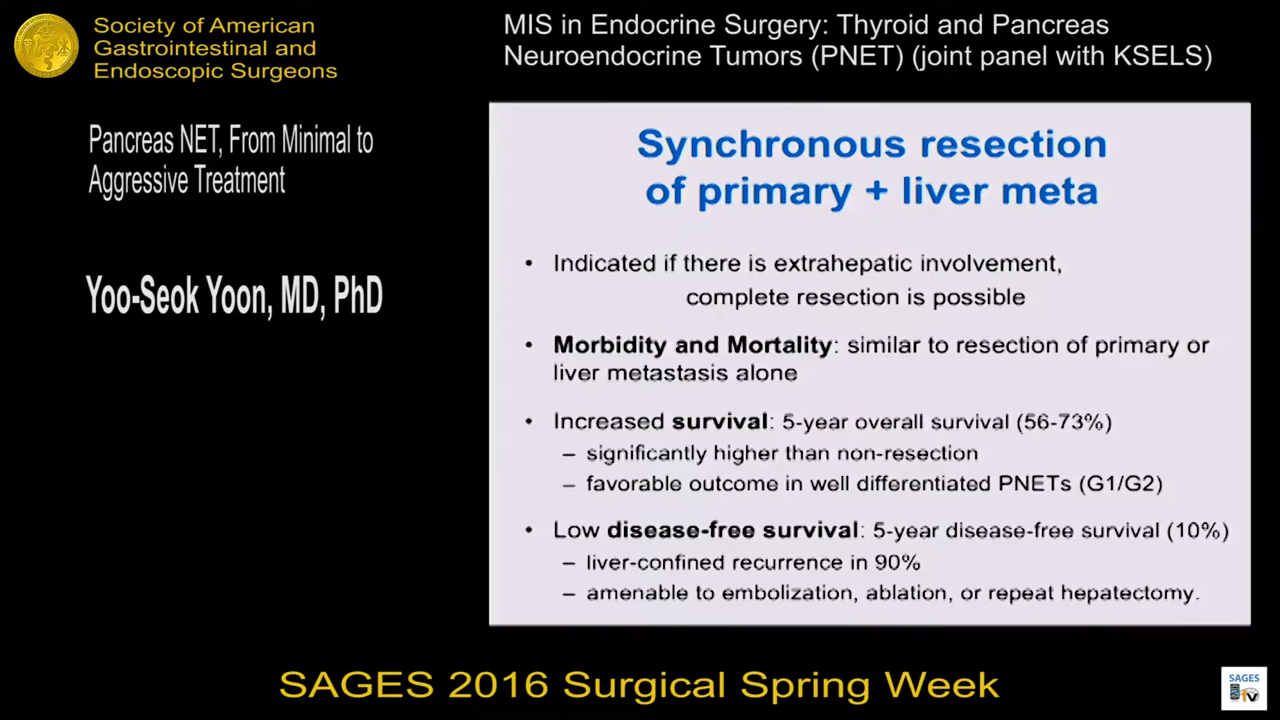 Society of American
Gastrointestinal and
Endoscopic Surgeons
MIS in Endocrine Surgery: Thyroid and Pancreas
Neuroendocrine Tumors (PNET) (joint panel with KSELS)
Pancreas NET, From Minimal to
Aggressive Treatment
Yoo-Seok Yoon, MD, PhD
Synchronous resection
of primary + liver meta
• Indicated if there is extrahepatic involvement,
complete resection is possible
• Morbidity and Mortality: similar to resection of primary or
liver metastasis alone
• Increased survival: 5-year overall survival (56-73%)
– significantly higher than non-resection
– favorable outcome in well differentiated PNETs (G1/G2)
• Low disease-free survival: 5-year disease-free survival (10%)
– liver-confined recurrence in 90%
– amenable to embolization, ablation, or repeat hepatectomy.
SAGES 2016 Surgical Spring Week
SAGES
TV